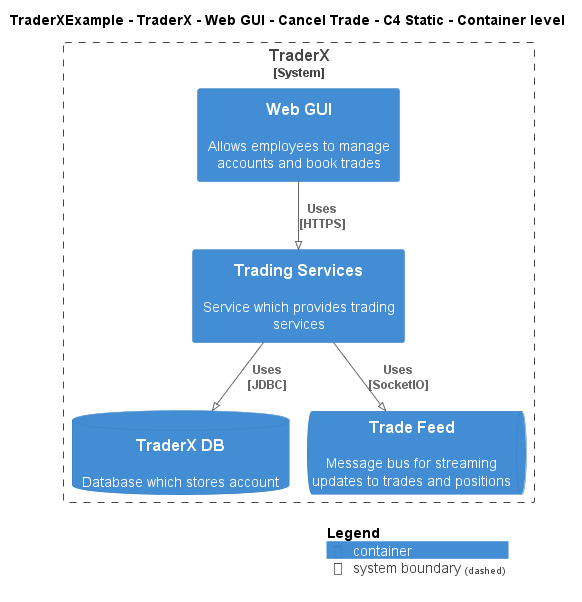 TraderXExample - TraderX - Web GUI - Cancel Trade - C4 Static - Container level
TraderX
[System]
Web GUI
Allows employees to manage
accounts and book trades
Uses
[HTTPS]
Trading Services
Service which provides trading
services
Uses
[JDBC]
Uses
[SocketIO]
TraderX DB
Database which stores account
Trade Feed
Message bus for streaming
updates to trades and positions
Legend
container
system boundary (dashed)